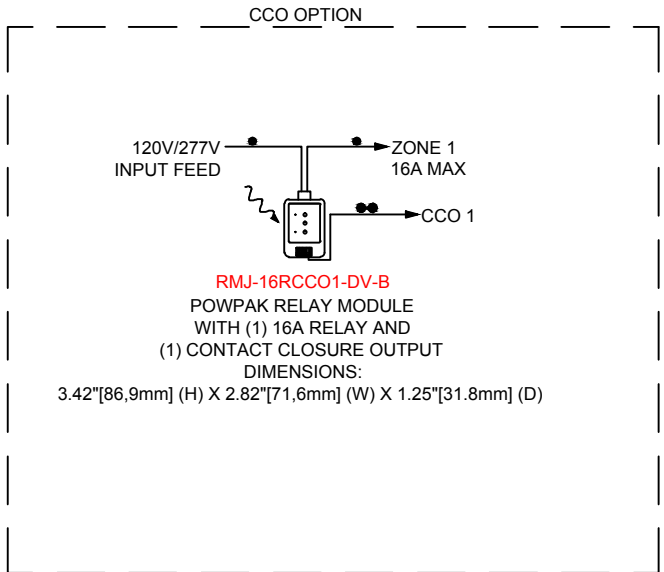 CCO OPTION
120V/277V
INPUT FEED
ZONE 1
16A MAX
CCO 1
RMJ-16RCCO1-DV-B
POWPAK RELAY MODULE
WITH (1) 16A RELAY AND
(1) CONTACT CLOSURE OUTPUT
DIMENSIONS:
3.42"[86,9mm] (H) X 2.82"[71,6mm] (W) X 1.25"[31.8mm] (D)